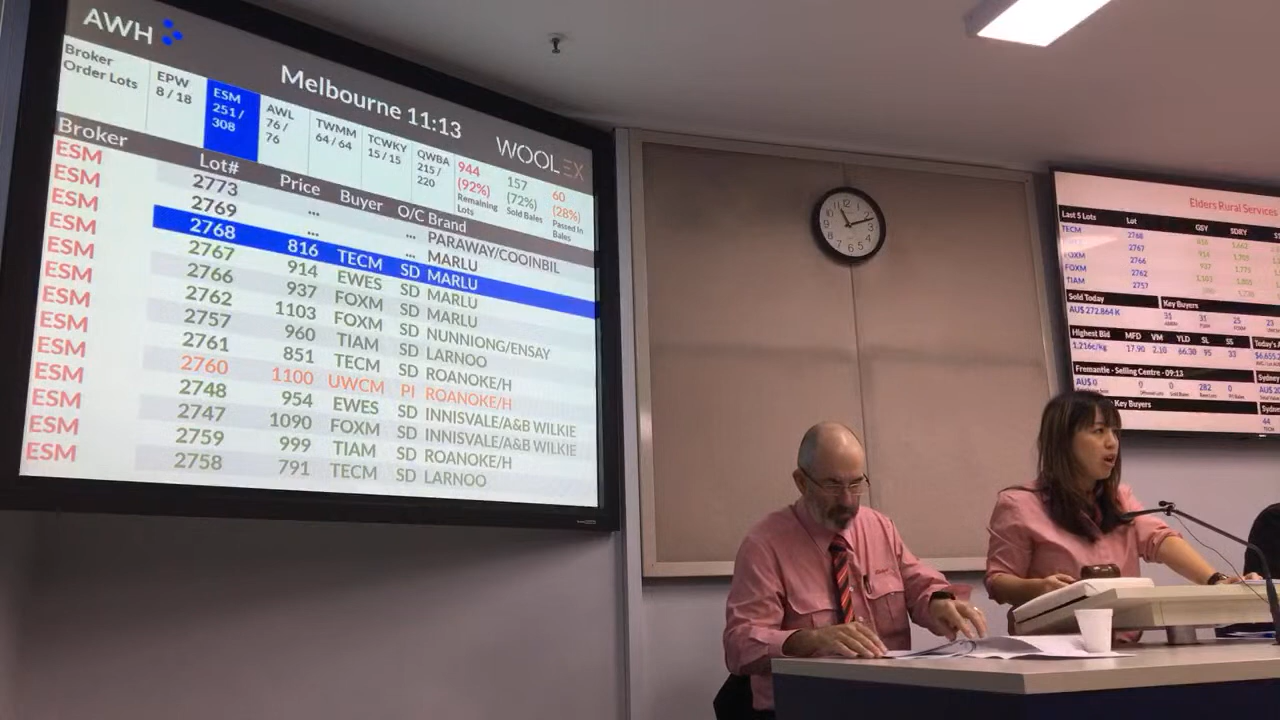 AWH
Melbourne 11:13
WOOLEX
Broker Order Lots
EPW 8 / 18
ESM 251 / 308
AWL 76 / 76
TWMM 64 / 64
TCWKY 15 / 15
QWBA 215 / 220
944 (92%) Remaining Lots
157 (72%) Sold Bales
60 (28%) Passed In Bales
Broker Lot# Price Buyer O/C Brand
ESM 2773 ... ... PARAWAY/COOINBIL
ESM 2769 ... ... MARLU
ESM 2768 816 TECM SD MARLU
ESM 2767 914 EWES SD MARLU
ESM 2766 937 FOXM SD MARLU
ESM 2762 1103 FOXM SD NUNNIONG/ENSAY
ESM 2757 960 TIAM SD LARNOO
ESM 2761 851 TECM SD ROANOKE/H
ESM 2760 1100 UWCM PI ROANOKE/H
ESM 2748 954 EWES SD INNISVALE/A&B WILKIE
ESM 2747 1090 FOXM SD INNISVALE/A&B WILKIE
ESM 2759 999 TIAM SD ROANOKE/H
ESM 2758 791 TECM SD LARNOO
Elders Rural Services
Last 5 Lots Lot GSY SDRY
TECM 2768
2767
FOXM 2766
FOXM 2762
TIAM 2757
Sold Today Key Buyers
AU$ 272.864 K 31 31 25 23
Highest Bid MFD VM YLD SL SS
1,216c/kg 17.90 2.10 66.30 95 33
Fremantle - Selling Centre - 09:13
AU$ 0 0 0 282 0
Key Buyers
Sydney
44